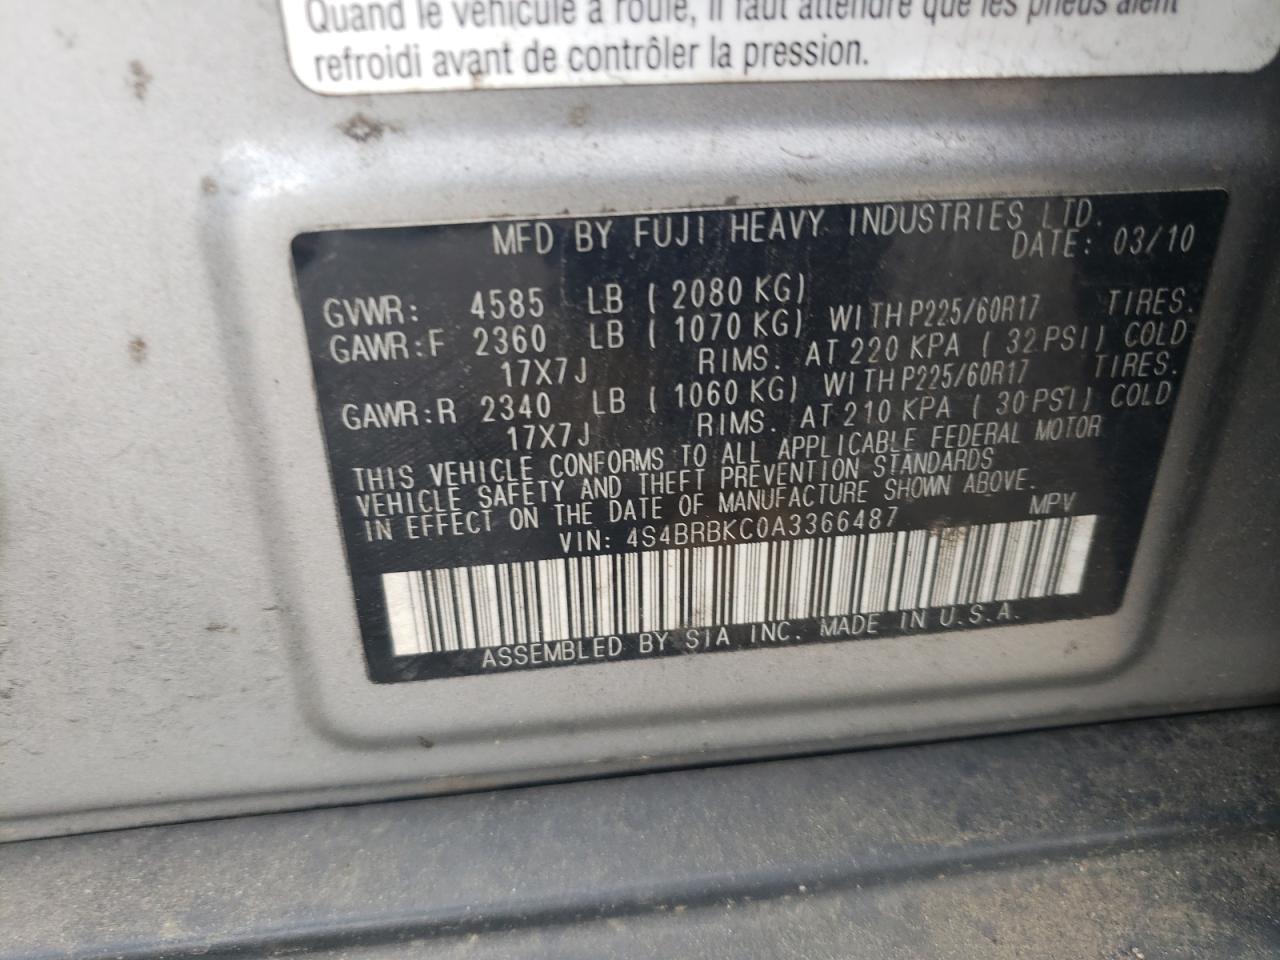 Quand le véhicule a roulé, il faut attendre que les pneus aient
refroidi avant de contrôler la pression.
MFD BY FUJI HEAVY INDUSTRIES LTD.
DATE: 03/10
GVWR: 4585 LB ( 2080 KG)
GAWR:F 2360 LB ( 1070 KG) WITH P225/60R17 TIRES.
17X7J RIMS. AT 220 KPA ( 32 PSI) COLD
GAWR:R 2340 LB ( 1060 KG) WITH P225/60R17 TIRES.
17X7J RIMS. AT 210 KPA ( 30 PSI) COLD
THIS VEHICLE CONFORMS TO ALL APPLICABLE FEDERAL MOTOR
VEHICLE SAFETY AND THEFT PREVENTION STANDARDS
IN EFFECT ON THE DATE OF MANUFACTURE SHOWN ABOVE.
VIN: 4S4BRBKC0A3366487 MPV
ASSEMBLED BY SIA INC. MADE IN U.S.A.